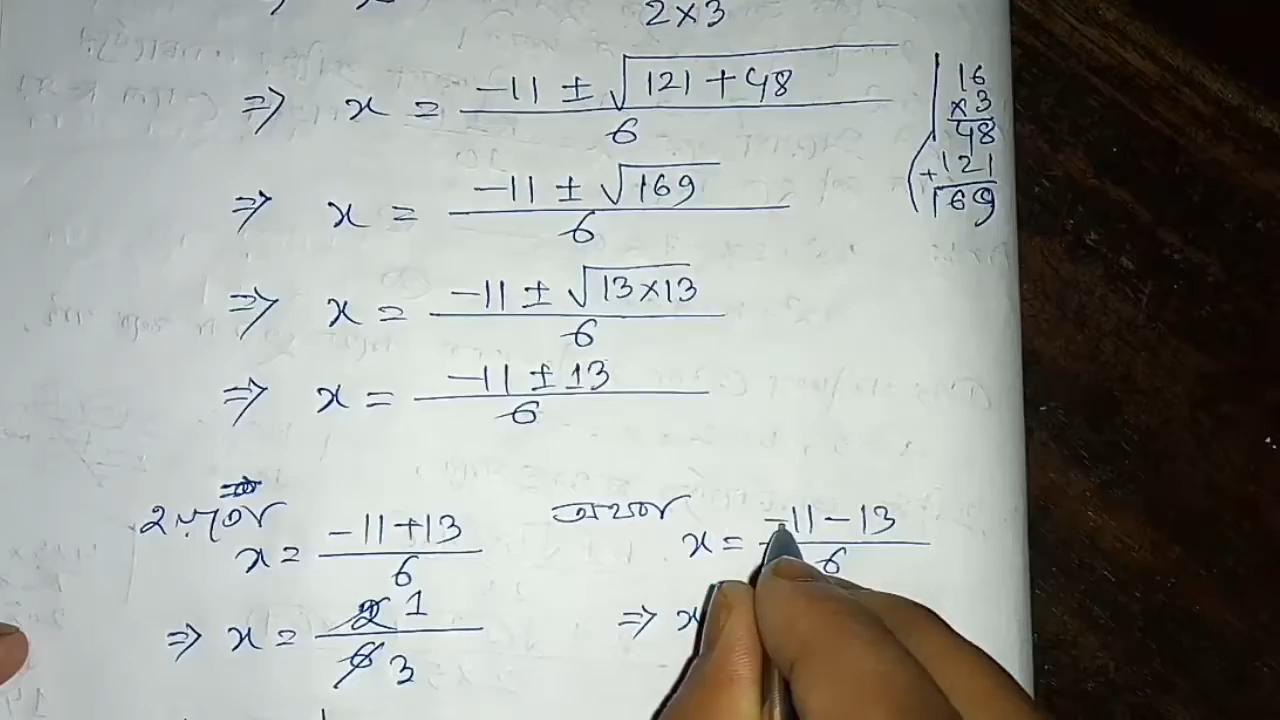 2×3
⇒ x = -11 ± √121 + 48 / 6
16
×3
48
+121
169
⇒ x = -11 ± √169 / 6
⇒ x = -11 ± √13×13 / 6
⇒ x = -11 ± 13 / 6
x = -11+13 / 6
অথবা x = -11-13 / 6
⇒ x = 2 1 / 6 3
⇒ x